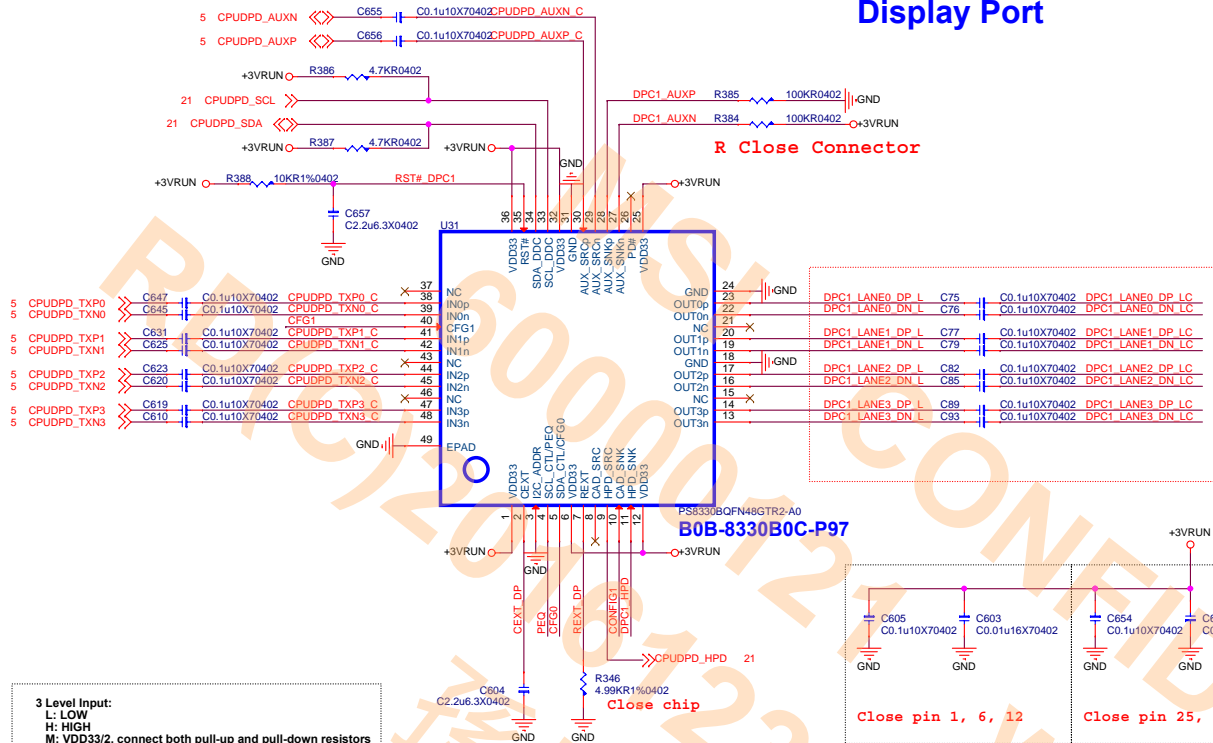 Display Port
5 CPUDPD_AUXN C655 C0.1u10X70402 CPUDPD_AUXN_C
5 CPUDPD_AUXP C656 C0.1u10X70402 CPUDPD_AUXP_C
+3VRUN R386 4.7KR0402
21 CPUDPD_SCL
21 CPUDPD_SDA
+3VRUN R387 4.7KR0402
+3VRUN
+3VRUN R388 10KR1%0402 RST#_DPC1
C657
C2.2u6.3X0402
GND
GND
DPC1_AUXP R385 100KR0402 GND
DPC1_AUXN R384 100KR0402 +3VRUN
R Close Connector
+3VRUN
U31
36 35 34 33 32 31 30 29 28 27 26 25
VDD33
RST#
SDA_DDC
SCL_DDC
VDD33
GND
AUX_SRCp
AUX_SRCn
AUX_SNKp
AUX_SNKn
PD#
VDD33
37 NC
5 CPUDPD_TXP0 C647 C0.1u10X70402 CPUDPD_TXP0_C 38 IN0p
5 CPUDPD_TXN0 C645 C0.1u10X70402 CPUDPD_TXN0_C 39 IN0n
CFG1 40 CFG1
5 CPUDPD_TXP1 C631 C0.1u10X70402 CPUDPD_TXP1_C 41 IN1p
5 CPUDPD_TXN1 C625 C0.1u10X70402 CPUDPD_TXN1_C 42 IN1n
43 NC
5 CPUDPD_TXP2 C623 C0.1u10X70402 CPUDPD_TXP2_C 44 IN2p
5 CPUDPD_TXN2 C620 C0.1u10X70402 CPUDPD_TXN2_C 45 IN2n
46 NC
5 CPUDPD_TXP3 C619 C0.1u10X70402 CPUDPD_TXP3_C 47 IN3p
5 CPUDPD_TXN3 C610 C0.1u10X70402 CPUDPD_TXN3_C 48 IN3n
GND 49 EPAD
GND 24 GND
OUT0p 23 DPC1_LANE0_DP_L C75 C0.1u10X70402 DPC1_LANE0_DP_LC
OUT0n 22 DPC1_LANE0_DN_L C76 C0.1u10X70402 DPC1_LANE0_DN_LC
NC 21
OUT1p 20 DPC1_LANE1_DP_L C77 C0.1u10X70402 DPC1_LANE1_DP_LC
OUT1n 19 DPC1_LANE1_DN_L C79 C0.1u10X70402 DPC1_LANE1_DN_LC
GND 18 GND
OUT2p 17 DPC1_LANE2_DP_L C82 C0.1u10X70402 DPC1_LANE2_DP_LC
OUT2n 16 DPC1_LANE2_DN_L C85 C0.1u10X70402 DPC1_LANE2_DN_LC
NC 15
OUT3p 14 DPC1_LANE3_DP_L C89 C0.1u10X70402 DPC1_LANE3_DP_LC
OUT3n 13 DPC1_LANE3_DN_L C93 C0.1u10X70402 DPC1_LANE3_DN_LC
VDD33
CEXT
I2C_ADDR
SCL_CTL/PEQ
SDA_CTL/CFG0
VDD33
REXT
CAD_SRC
HPD_SRC
CAD_SNK
HPD_SNK
VDD33
1 2 3 4 5 6 7 8 9 10 11 12
PS8330BQFN48GTR2-A0
B0B-8330B0C-P97
+3VRUN
GND
+3VRUN
CEXT_DP
PEQ
CFG0
REXT_DP
CONFIG1
DPC1_HPD
CPUDPD_HPD 21
C604
C2.2u6.3X0402
GND
R346
4.99KR1%0402
Close chip
GND
+3VRUN
C605
C0.1u10X70402
GND
C603
C0.01u16X70402
GND
C654
C0.1u10X70402
GND
GND
Close pin 1, 6, 12
Close pin 25,
3 Level Input:
L: LOW
H: HIGH
M: VDD33/2, connect both pull-up and pull-down resistors
MSI CONFID
60000121